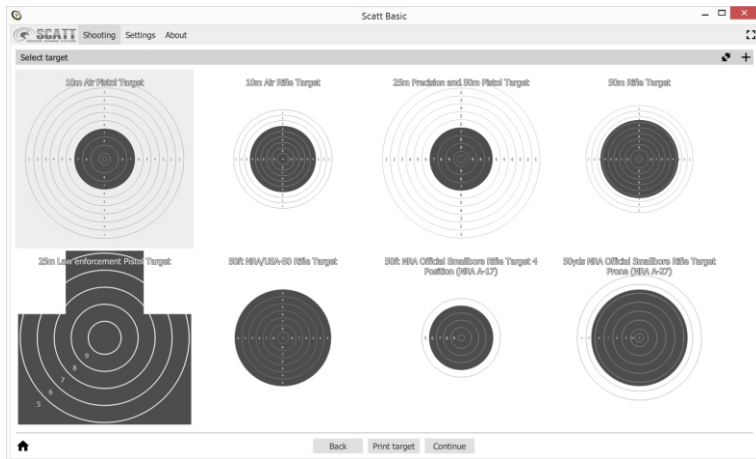 Scatt Basic
SCATT Shooting Settings About
Select target
10m Air Pistol Target
10m Air Rifle Target
25m Precision and 50m Pistol Target
50m Rifle Target
25m Law enforcement Pistol Target
9
8
7
6
5
50ft NRA/USA-50 Rifle Target
50ft NRA Official Smallbore Rifle Target 4
Position (NRA A-17)
50yds NRA Official Smallbore Rifle Target
Prone (NRA A-27)
Back Print target Continue